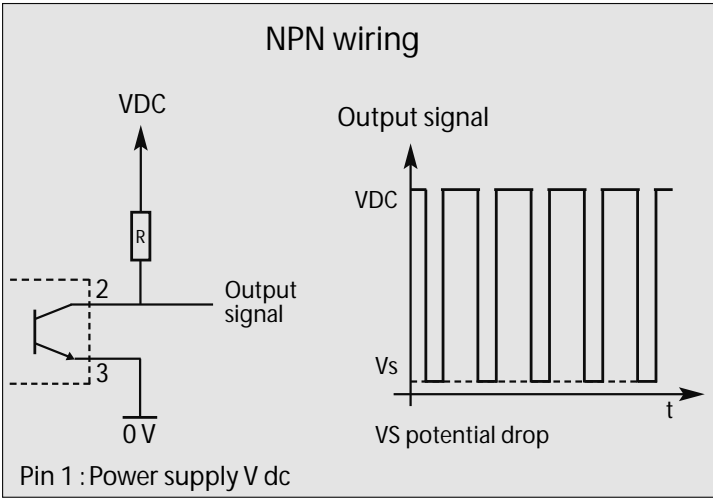 NPN wiring
VDC
R
2
Output
signal
3
0 V
Output signal
VDC
Vs
t
VS potential drop
Pin 1 : Power supply V dc